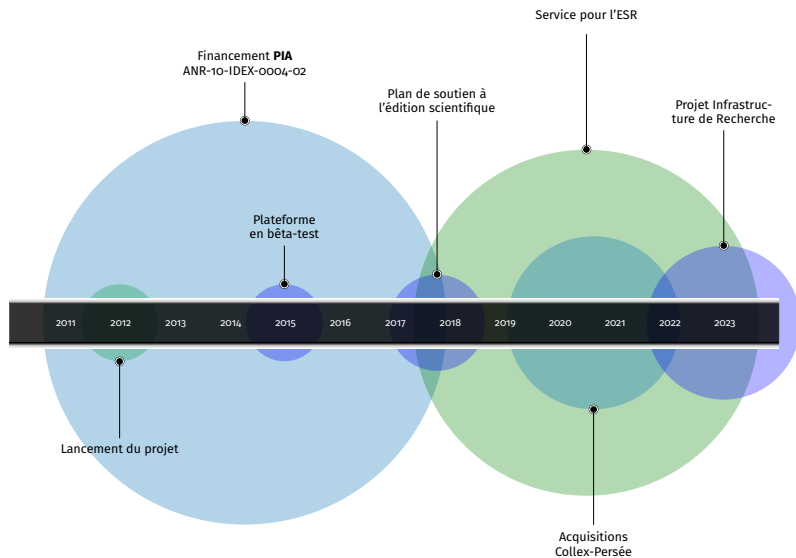 Service pour l'ESR
Financement PIA
ANR-10-IDEX-0004-02
Plan de soutien à
l'édition scientifique
Projet Infrastruc-
ture de Recherche
Plateforme
en bêta-test
2011 2012 2013 2014 2015 2016 2017 2018 2019 2020 2021 2022 2023
Lancement du projet
Acquisitions
Collex-Persée